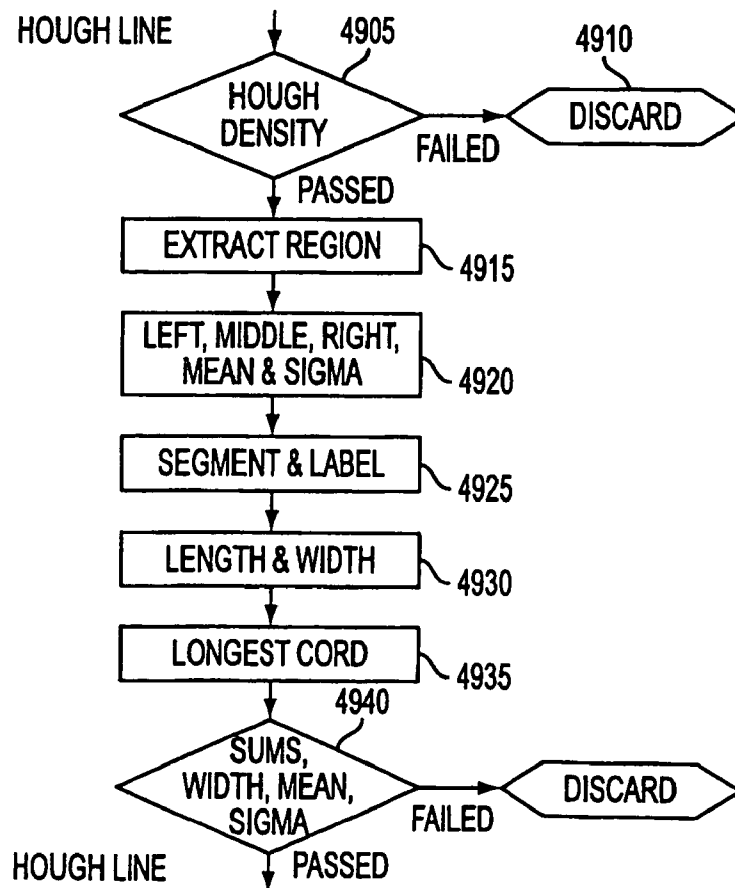 HOUGH LINE
4905
4910
HOUGH
DENSITY
DISCARD
FAILED
PASSED
EXTRACT REGION
4915
LEFT, MIDDLE, RIGHT,
MEAN & SIGMA
4920
SEGMENT & LABEL
4925
LENGTH & WIDTH
4930
LONGEST CORD
4935
4940
SUMS,
WIDTH, MEAN,
SIGMA
DISCARD
FAILED
HOUGH LINE
PASSED